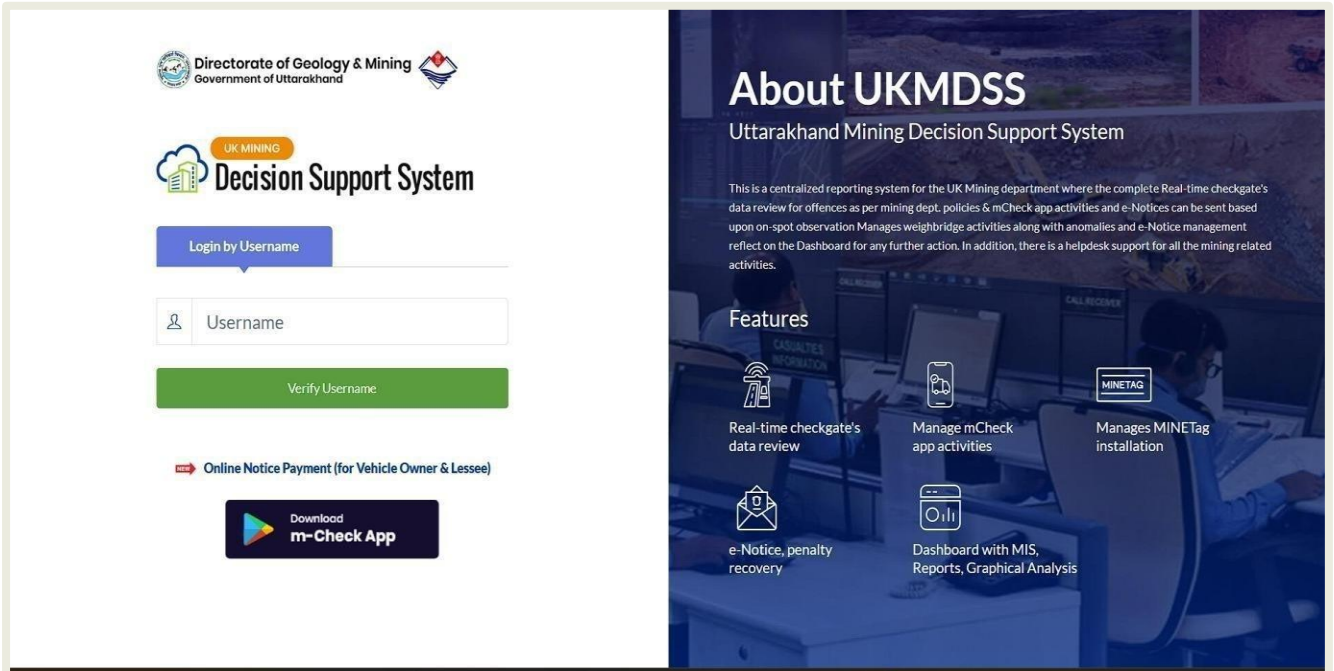 Directorate of Geology & Mining
Government of Uttarakhand
UK MINING
Decision Support System
Login by Username
Username
Verify Username
NEW
Online Notice Payment (for Vehicle Owner & Lessee)
Download
m-Check App
About UKMDSS
Uttarakhand Mining Decision Support System
This is a centralized reporting system for the UK Mining department where the complete Real-time checkgate's
data review for offences as per mining dept. policies & mCheck app activities and e-Notices can be sent based
upon on-spot observation Manages weighbridge activities along with anomalies and e-Notice management
reflect on the Dashboard for any further action. In addition, there is a helpdesk support for all the mining related
activities.
CALL RECEIVER
CALL RECEIVER
Features
CASUALTIES
INFORMATION
MINETAG
Real-time checkgate's
data review
Manage mCheck
app activities
Manages MINETag
installation
e-Notice, penalty
recovery
Dashboard with MIS,
Reports, Graphical Analysis